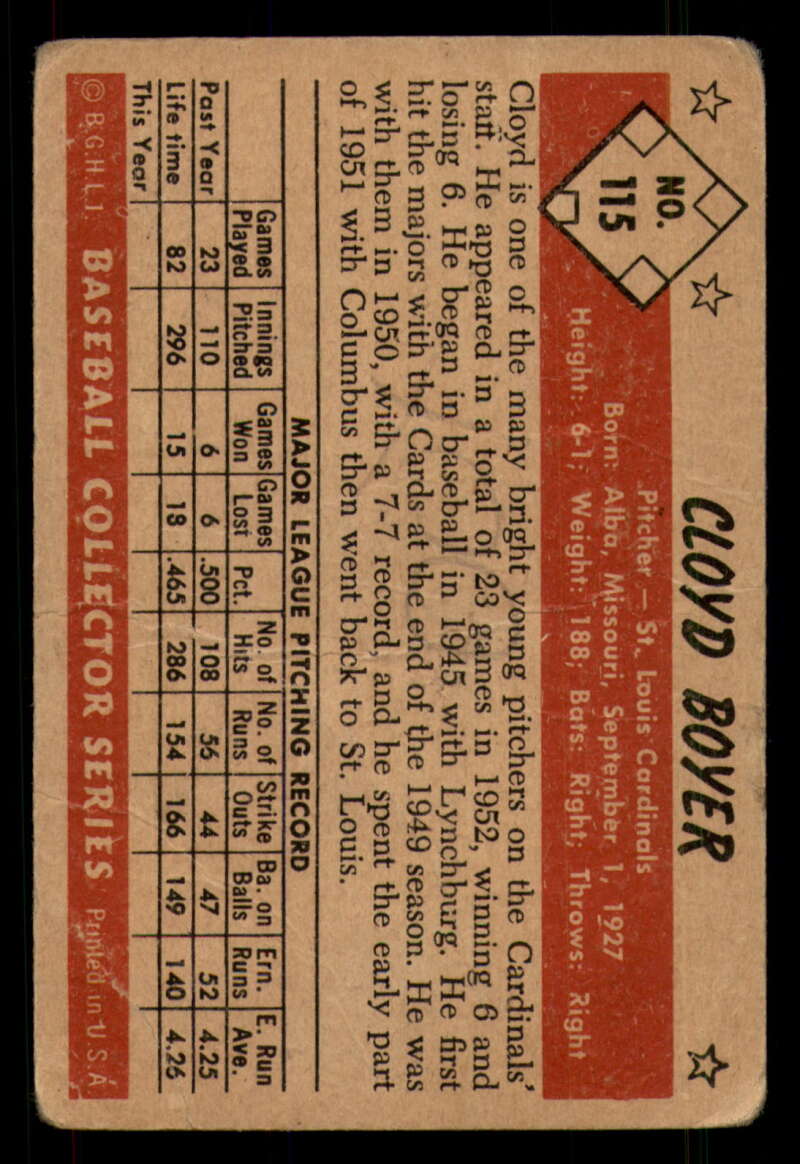 CLOYD BOYER
NO.
115
Pitcher — St. Louis Cardinals
Born: Alba, Missouri, September 1, 1927
Height: 6-1; Weight: 188; Bats: Right; Throws: Right
Cloyd is one of the many bright young pitchers on the Cardinals'
staff. He appeared in a total of 23 games in 1952, winning 6 and
losing 6. He began in baseball in 1945 with Lynchburg. He first
hit the majors with the Cards at the end of the 1949 season. He was
with them in 1950, with a 7-7 record, and he spent the early part
of 1951 with Columbus then went back to St. Louis.
MAJOR LEAGUE PITCHING RECORD
Games Innings Games Games No. of No. of Strike Ba. on Ern. E. Run
Played Pitched Won Lost Pct. Hits Runs Outs Balls Runs Ave.
Past Year 23 110 6 6 .500 108 56 44 47 52 4.25
Life time 82 296 15 18 .465 286 154 166 149 140 4.26
This Year
© B.G.H.L.I. BASEBALL COLLECTOR SERIES Printed in U.S.A.